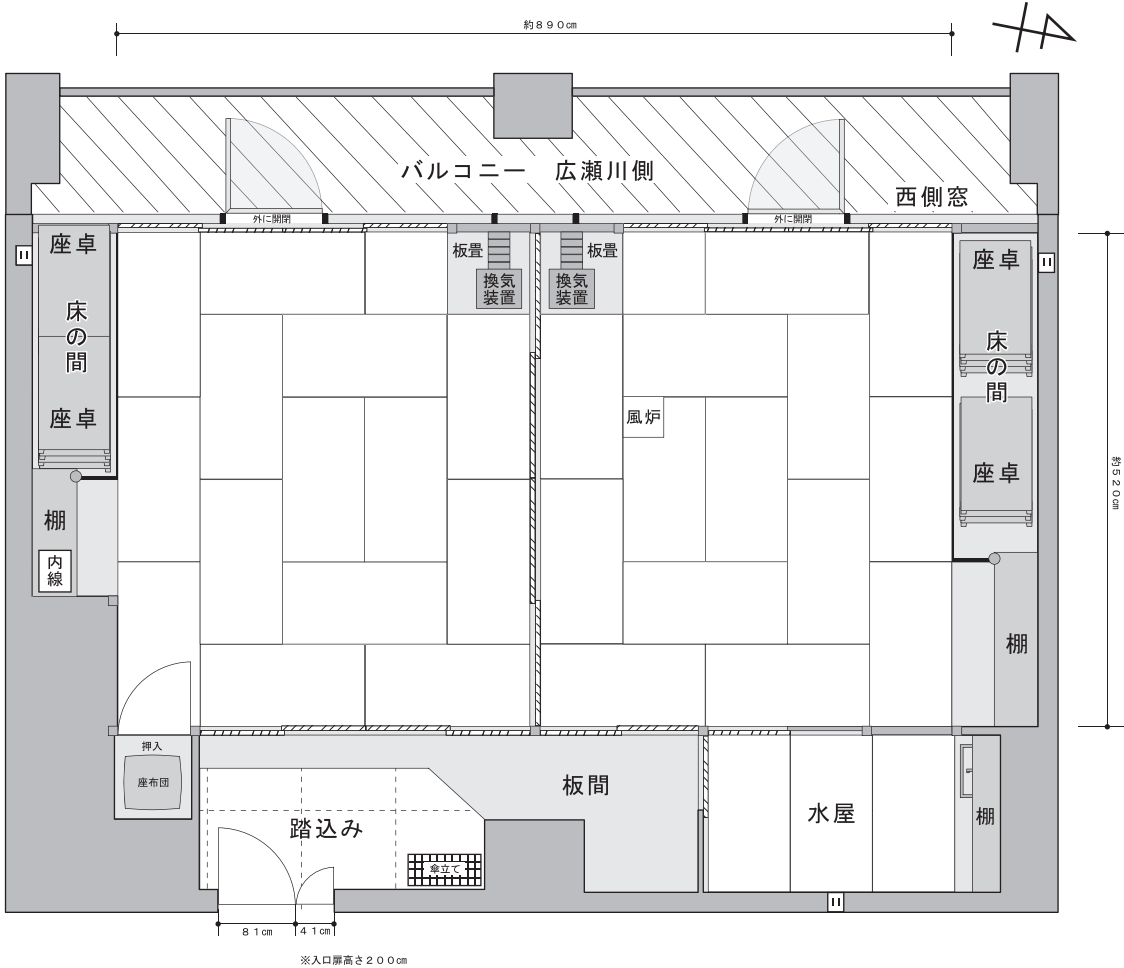 約８９０㎝
バルコニー　広瀬川側
西側窓
外に開閉
外に開閉
座卓
床の間
座卓
棚
内線
板畳
換気
装置
板畳
換気
装置
風炉
座卓
床の間
座卓
棚
約５２０㎝
押入
座布団
板間
踏込み
傘立て
水屋
棚
８１㎝
４１㎝
※入口扉高さ２００㎝